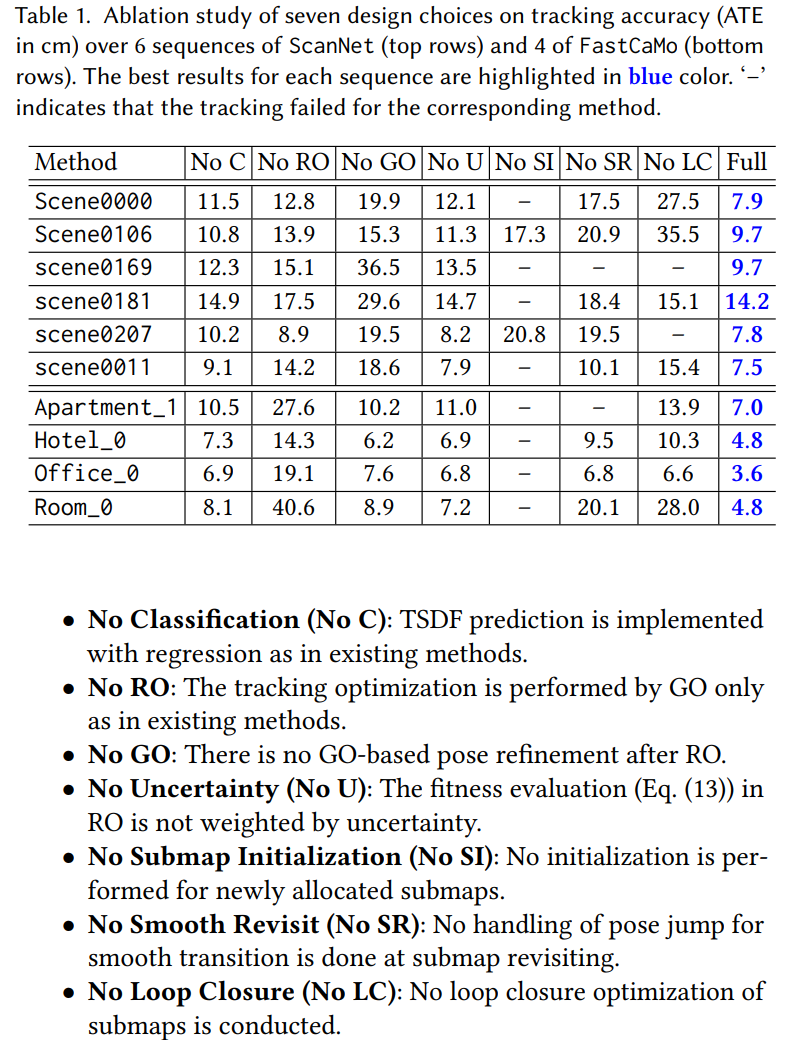 Table 1. Ablation study of seven design choices on tracking accuracy (ATE
in cm) over 6 sequences of ScanNet (top rows) and 4 of FastCaMo (bottom
rows). The best results for each sequence are highlighted in blue color. ‘–’
indicates that the tracking failed for the corresponding method.
Method No C No RO No GO No U No SI No SR No LC Full
Scene0000 11.5 12.8 19.9 12.1 – 17.5 27.5 7.9
Scene0106 10.8 13.9 15.3 11.3 17.3 20.9 35.5 9.7
scene0169 12.3 15.1 36.5 13.5 – – – 9.7
scene0181 14.9 17.5 29.6 14.7 – 18.4 15.1 14.2
scene0207 10.2 8.9 19.5 8.2 20.8 19.5 – 7.8
scene0011 9.1 14.2 18.6 7.9 – 10.1 15.4 7.5
Apartment_1 10.5 27.6 10.2 11.0 – – 13.9 7.0
Hotel_0 7.3 14.3 6.2 6.9 – 9.5 10.3 4.8
Office_0 6.9 19.1 7.6 6.8 – 6.8 6.6 3.6
Room_0 8.1 40.6 8.9 7.2 – 20.1 28.0 4.8
• No Classification (No C): TSDF prediction is implemented
with regression as in existing methods.
• No RO: The tracking optimization is performed by GO only
as in existing methods.
• No GO: There is no GO-based pose refinement after RO.
• No Uncertainty (No U): The fitness evaluation (Eq. (13)) in
RO is not weighted by uncertainty.
• No Submap Initialization (No SI): No initialization is per-
formed for newly allocated submaps.
• No Smooth Revisit (No SR): No handling of pose jump for
smooth transition is done at submap revisiting.
• No Loop Closure (No LC): No loop closure optimization of
submaps is conducted.